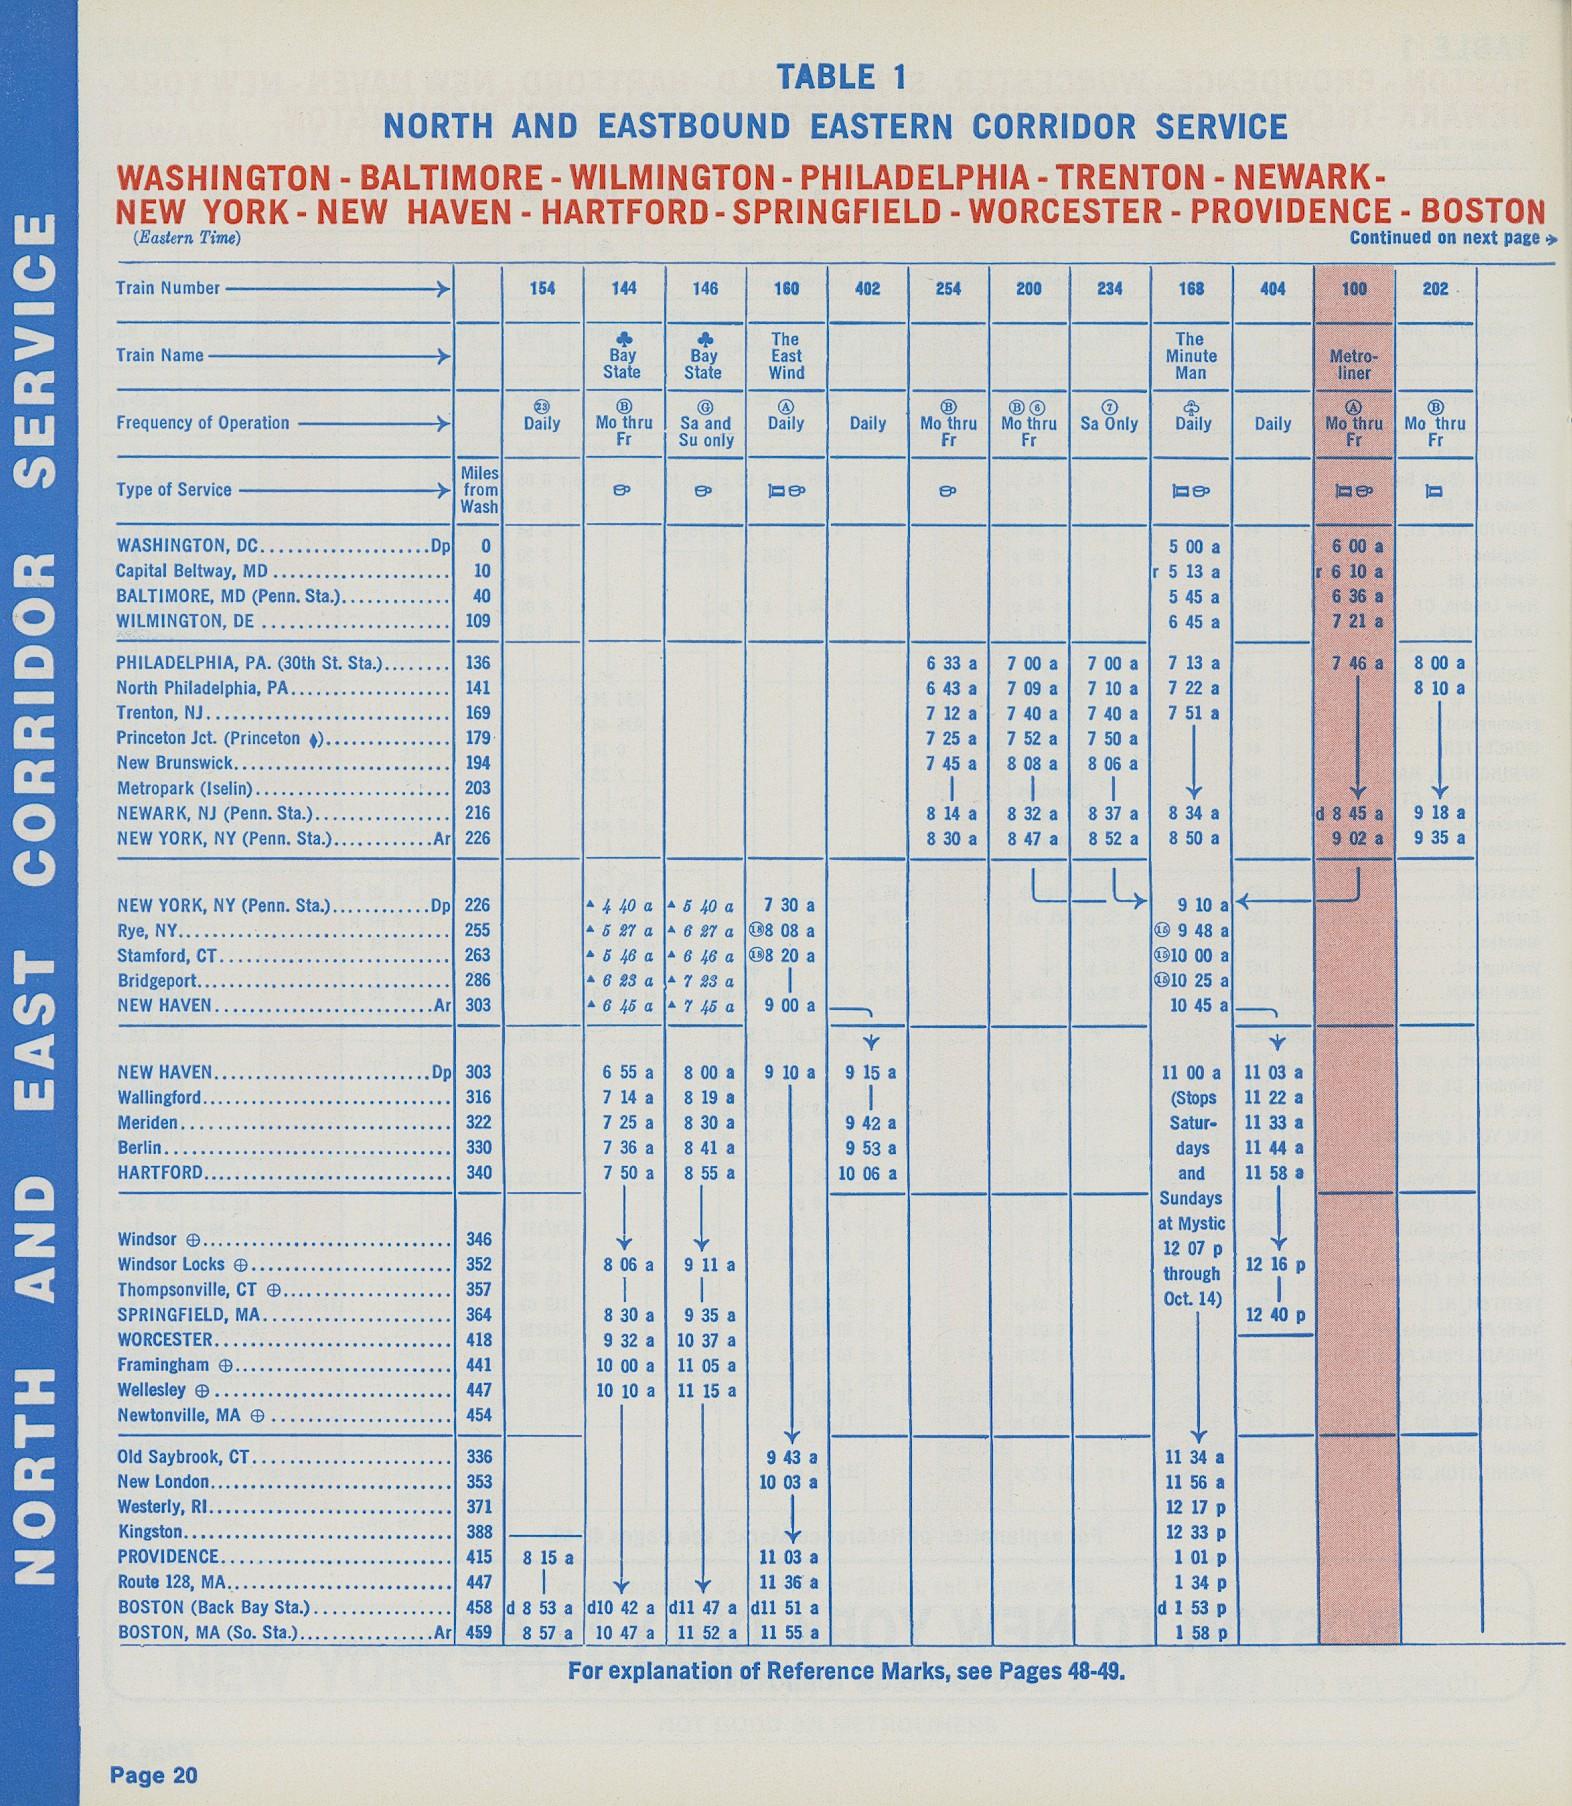 NORTH AND EAST CORRIDOR SERVICE
TABLE 1
NORTH AND EASTBOUND EASTERN CORRIDOR SERVICE
WASHINGTON - BALTIMORE - WILMINGTON - PHILADELPHIA - TRENTON - NEWARK -
NEW YORK - NEW HAVEN - HARTFORD - SPRINGFIELD - WORCESTER - PROVIDENCE - BOSTON
(Eastern Time)
Continued on next page
Train Number 154 144 146 160 402 254 200 234 168 404 100 202
Train Name ♣ Bay State ♣ Bay State The East Wind The Minute Man Metro-liner
Frequency of Operation ㉓ Daily Ⓑ Mo thru Fr Ⓖ Sa and Su only Ⓐ Daily Daily Ⓑ Mo thru Fr Ⓑ ⑥ Mo thru Fr ⑦ Sa Only ♧ Daily Daily Ⓐ Mo thru Fr Ⓑ Mo thru Fr
Type of Service Miles from Wash
WASHINGTON, DC Dp 0 5 00 a 6 00 a
Capital Beltway, MD 10 r 5 13 a r 6 10 a
BALTIMORE, MD (Penn. Sta.) 40 5 45 a 6 36 a
WILMINGTON, DE 109 6 45 a 7 21 a
PHILADELPHIA, PA. (30th St. Sta.) 136 6 33 a 7 00 a 7 00 a 7 13 a 7 46 a 8 00 a
North Philadelphia, PA 141 6 43 a 7 09 a 7 10 a 7 22 a 8 10 a
Trenton, NJ 169 7 12 a 7 40 a 7 40 a 7 51 a
Princeton Jct. (Princeton ♦) 179 7 25 a 7 52 a 7 50 a
New Brunswick 194 7 45 a 8 08 a 8 06 a
Metropark (Iselin) 203
NEWARK, NJ (Penn. Sta.) 216 8 14 a 8 32 a 8 37 a 8 34 a d 8 45 a 9 18 a
NEW YORK, NY (Penn. Sta.) Ar 226 8 30 a 8 47 a 8 52 a 8 50 a 9 02 a 9 35 a
NEW YORK, NY (Penn. Sta.) Dp 226 ▲ 4 40 a ▲ 5 40 a 7 30 a 9 10 a
Rye, NY 255 ▲ 5 27 a ▲ 6 27 a ⑱8 08 a ⑮ 9 48 a
Stamford, CT 263 ▲ 5 46 a ▲ 6 46 a ⑱8 20 a ⑮10 00 a
Bridgeport 286 ▲ 6 23 a ▲ 7 23 a ⑮10 25 a
NEW HAVEN Ar 303 ▲ 6 45 a ▲ 7 45 a 9 00 a 10 45 a
NEW HAVEN Dp 303 6 55 a 8 00 a 9 10 a 9 15 a 11 00 a 11 03 a
Wallingford 316 7 14 a 8 19 a (Stops 11 22 a
Meriden 322 7 25 a 8 30 a 9 42 a Satur- 11 33 a
Berlin 330 7 36 a 8 41 a 9 53 a days 11 44 a
HARTFORD 340 7 50 a 8 55 a 10 06 a and 11 58 a
Sundays
at Mystic
Windsor ⊕ 346 12 07 p
Windsor Locks ⊕ 352 8 06 a 9 11 a through 12 16 p
Thompsonville, CT ⊕ 357 Oct. 14)
SPRINGFIELD, MA 364 8 30 a 9 35 a 12 40 p
WORCESTER 418 9 32 a 10 37 a
Framingham ⊕ 441 10 00 a 11 05 a
Wellesley ⊕ 447 10 10 a 11 15 a
Newtonville, MA ⊕ 454
Old Saybrook, CT 336 9 43 a 11 34 a
New London 353 10 03 a 11 56 a
Westerly, RI 371 12 17 p
Kingston 388 12 33 p
PROVIDENCE 415 8 15 a 11 03 a 1 01 p
Route 128, MA 447 11 36 a 1 34 p
BOSTON (Back Bay Sta.) 458 d 8 53 a d10 42 a d11 47 a d11 51 a d 1 53 p
BOSTON, MA (So. Sta.) Ar 459 8 57 a 10 47 a 11 52 a 11 55 a 1 58 p
For explanation of Reference Marks, see Pages 48-49.
Page 20